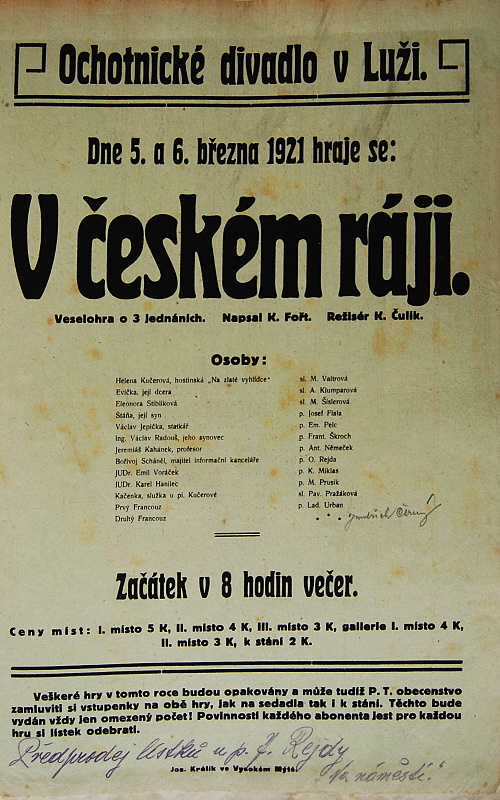 Ochotnické divadlo v Luži.
Dne 5. a 6. března 1921 hraje se:
V českém ráji.
Veselohra o 3 jednáních. Napsal K. Fořt. Režisér K. Čulík.
Osoby:
Helena Kučerová, hostinská „Na zlaté vyhlídce" sl. M. Valtrová
Evička, její dcera sl. A. Klumparová
Eleonora Stiblíková sl. M. Šislerová
Štáňa, její syn p. Josef Fiala
Václav Jepička, statkář p. Em. Pelc
Ing. Václav Radouš, jeho synovec p. Frant. Škroch
Jeremiáš Kahánek, profesor p. Ant. Němeček
Bořivoj Scháněl, majitel informační kanceláře p. O. Rejda
JUDr. Emil Voráček p. K. Miklas
JUDr. Karel Hanilec p. M. Prusík
Kačenka, služka u pí. Kučerové sl. Pav. Pražáková
Prvý Francouz p. Lad. Urban
Druhý Francouz • • • Jindřich Černý
Začátek v 8 hodin večer.
Ceny míst: I. místo 5 K, II. místo 4 K, III. místo 3 K, gallerie I. místo 4 K,
II. místo 3 K, k stání 2 K.
Veškeré hry v tomto roce budou opakovány a může tudíž P. T. obecenstvo
zamluviti si vstupenky na obě hry, jak na sedadla tak i k stání. Těchto bude
vydán vždy jen omezený počet! Povinností každého abonenta jest pro každou
hru si lístek odebrati.
Předprodej lístků u p. J. Rejdy
Jos. Králík ve Vysokém Mýtě.
"Na náměstí."